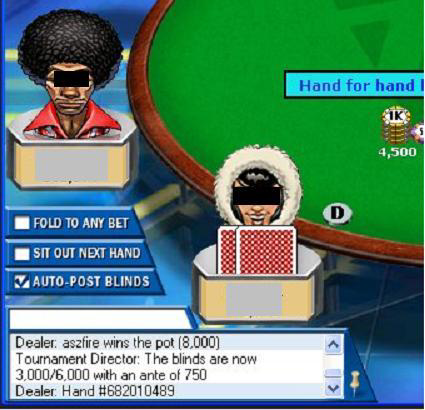 Hand for hand
1K
4,500
D
FOLD TO ANY BET
SIT OUT NEXT HAND
AUTO-POST BLINDS
Dealer: aszfire wins the pot (8,000)
Tournament Director: The blinds are now
3,000/6,000 with an ante of 750
Dealer: Hand #682010489